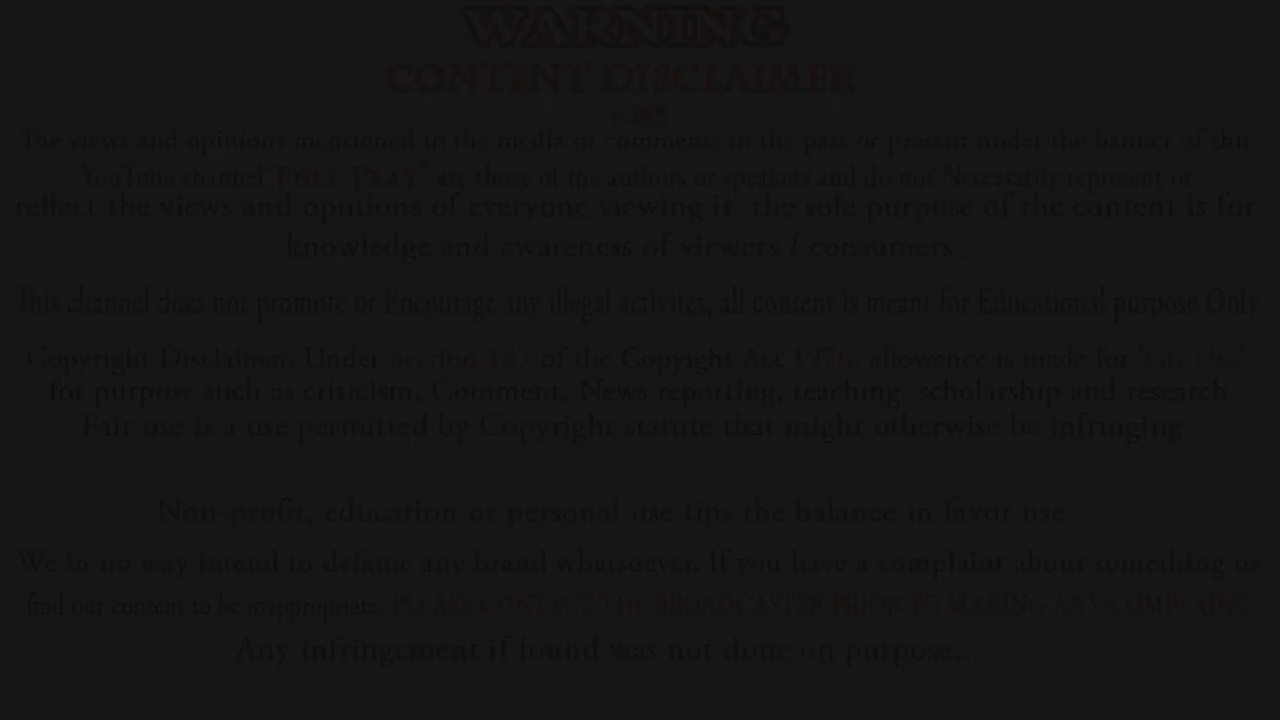 WARNING
CONTENT DISCLAIMER
The views and opinions mentioned in the media or comments in the past or present under the banner of this
YouTube channel "FULL PLAY" are those of the authors or speakers and do not Neccasarily represent or
reflect the views and opinions of everyone viewing it..the sole purpose of the content is for
knowledge and awareness of viewers / consumers...
This channel does not promote or Encourage any illegal activites, all content is meant for Educational purpose Only
Copyright Disclaimer, Under Section 107 of the Copyright Act 1976, allowance is made for 'Fair Use'
for purpose such as criticism, Comment, News reporting, teaching, scholarship and research
Fair use is a use permitted by Copyright statute that might otherwise be infringing
Non-profit, education or personal use tips the balance in favor use
We in no way intend to defame any brand whatsoever. If you have a complaint about something or
find our content to be inappropriate. PLEASE CONTACT THE BROADCASTER PRIOR TO MAKING ANY COMPLAINT.
Any infringement if found was not done on purpose...